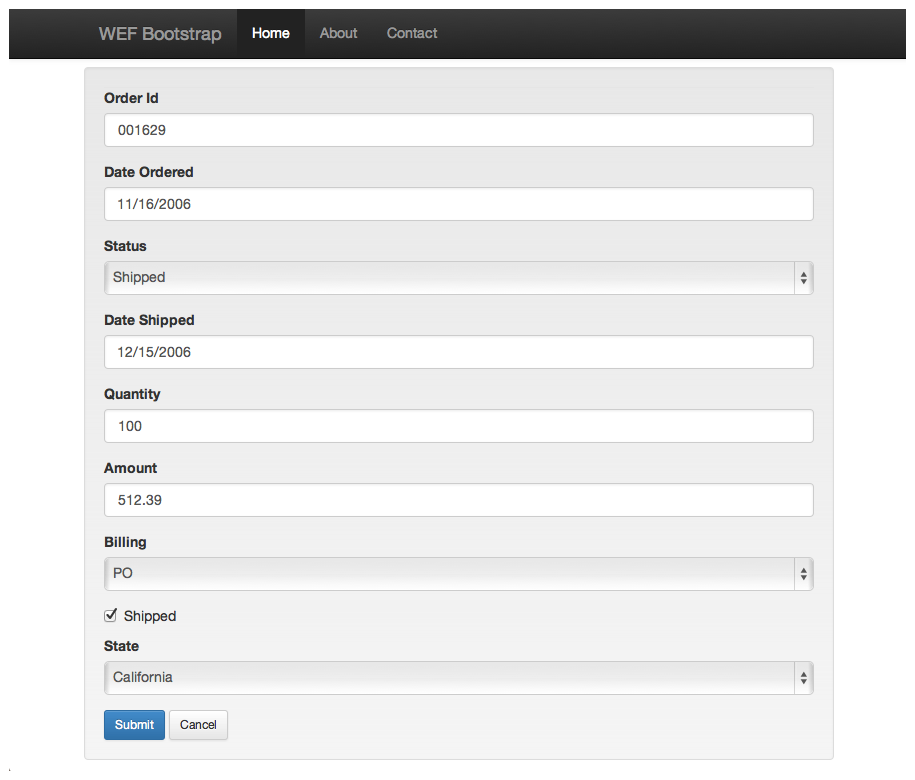 WEF Bootstrap Home About Contact
Order Id
001629
Date Ordered
11/16/2006
Status
Shipped
Date Shipped
12/15/2006
Quantity
100
Amount
512.39
Billing
PO
Shipped
State
California
Submit Cancel